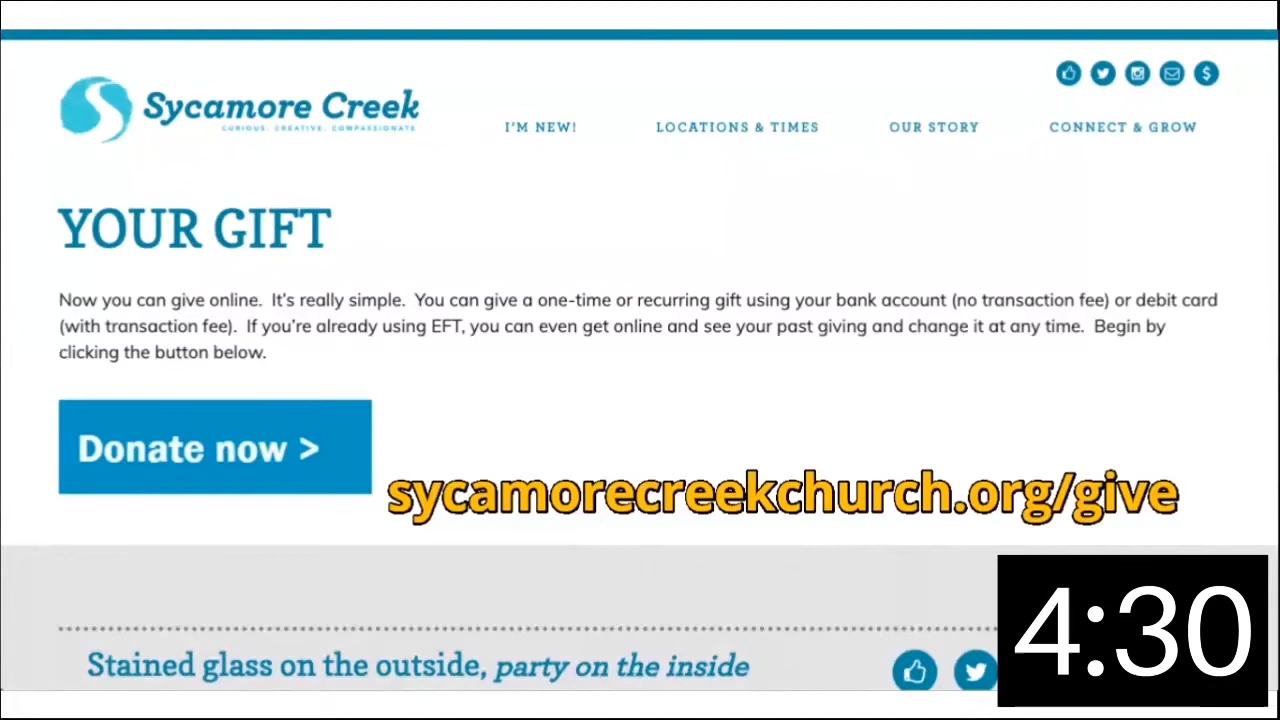 Sycamore Creek
CURIOUS. CREATIVE. COMPASSIONATE
I'M NEW!
LOCATIONS & TIMES
OUR STORY
CONNECT & GROW
YOUR GIFT
Now you can give online. It's really simple. You can give a one-time or recurring gift using your bank account (no transaction fee) or debit card
(with transaction fee). If you're already using EFT, you can even get online and see your past giving and change it at any time. Begin by
clicking the button below.
Donate now >
sycamorecreekchurch.org/give
Stained glass on the outside, party on the inside
4:30